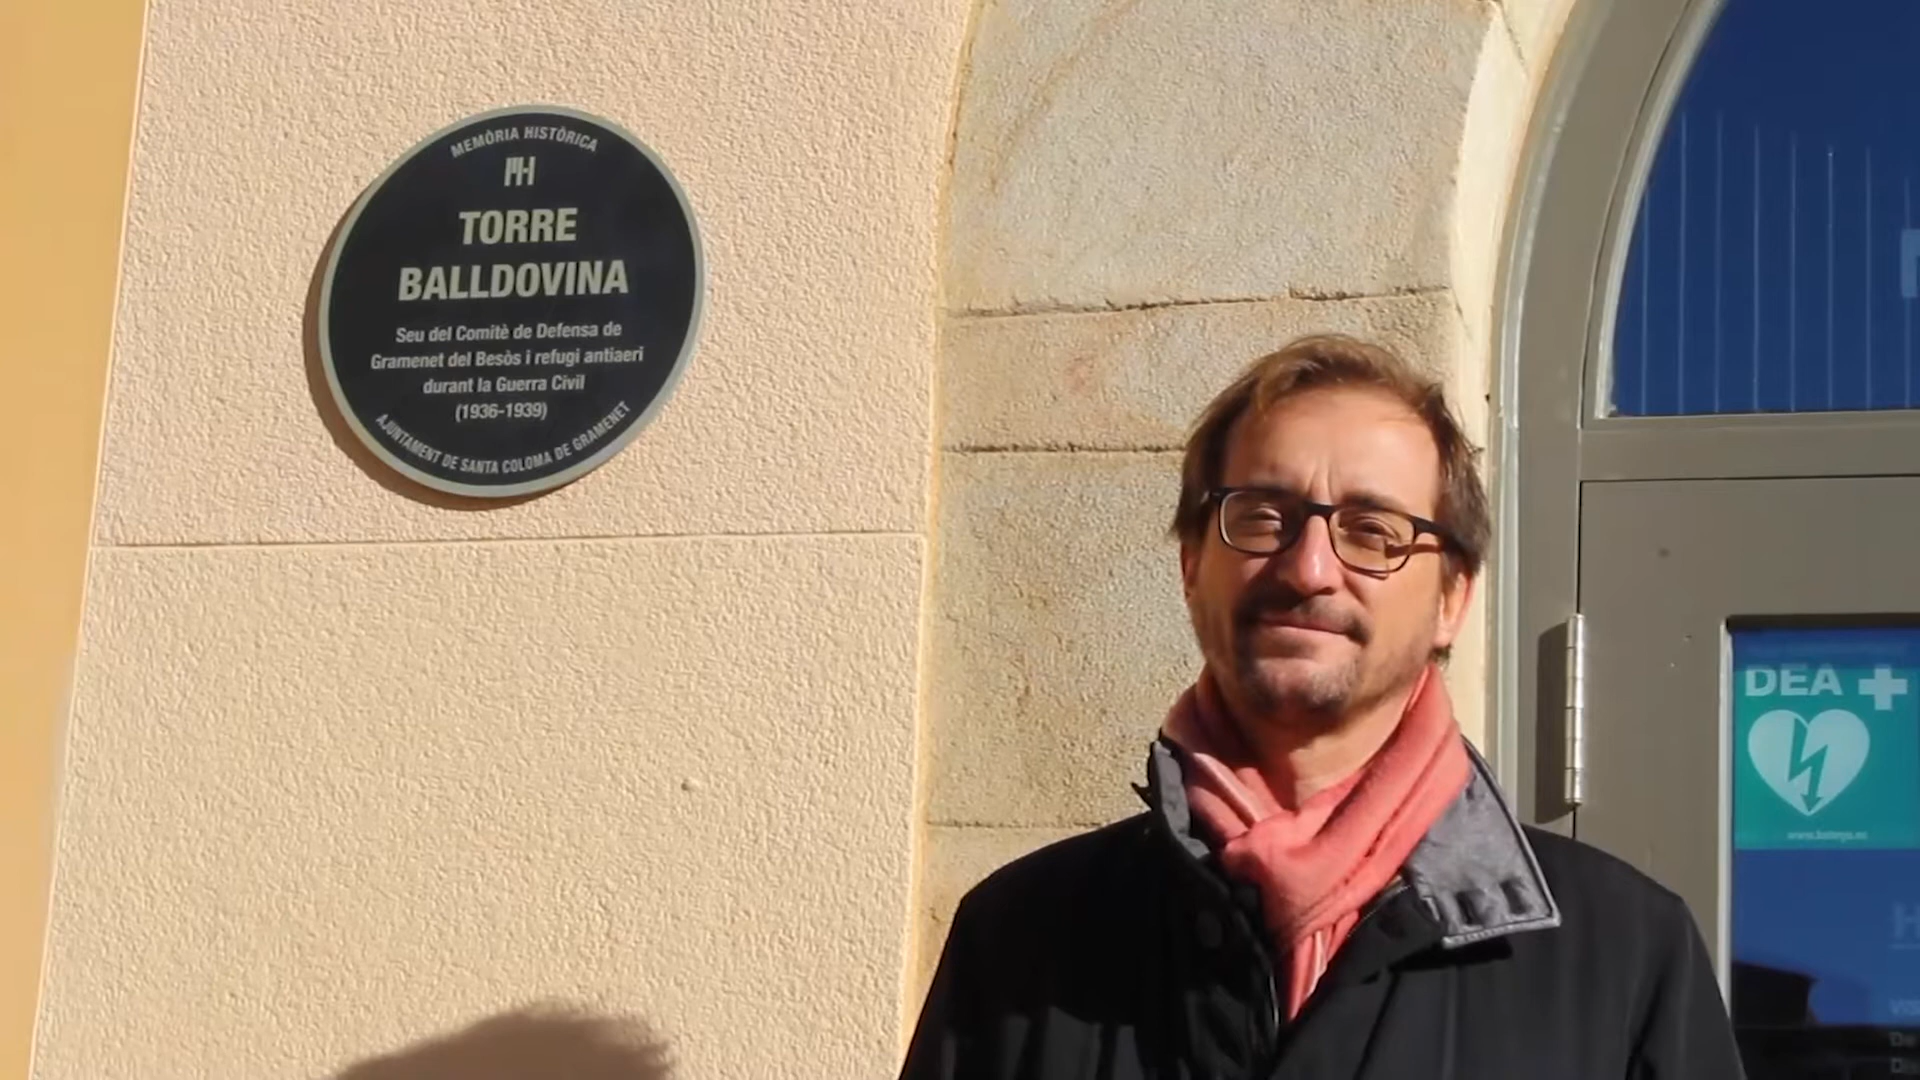 MEMÒRIA HISTÒRICA
MH
TORRE
BALLDOVINA
Seu del Comitè de Defensa de
Gramenet del Besòs i refugi antiaeri
durant la Guerra Civil
(1936-1939)
AJUNTAMENT DE SANTA COLOMA DE GRAMENET
DEA